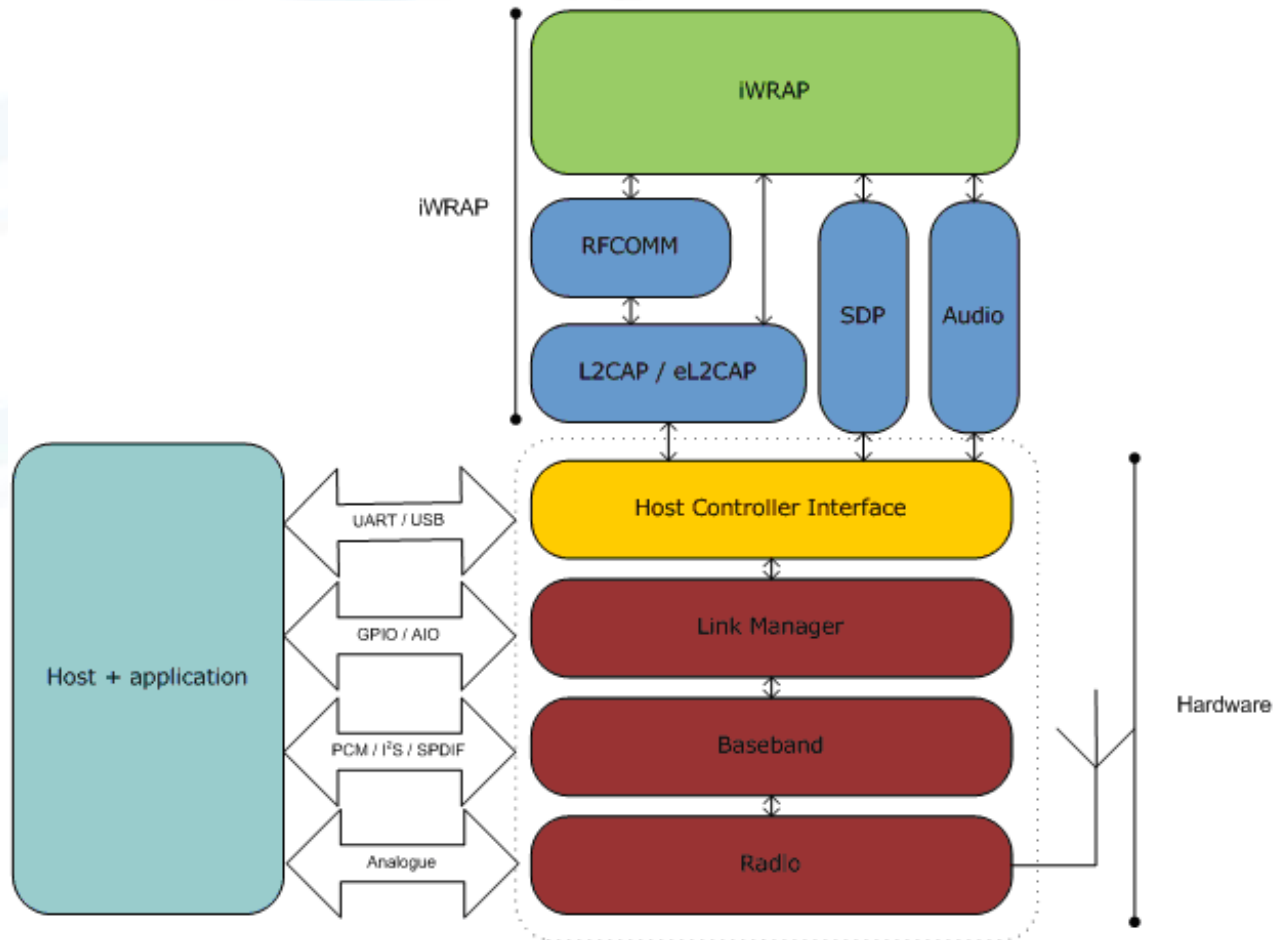 iWRAP
iWRAP
RFCOMM
SDP
Audio
L2CAP / eL2CAP
Host Controller Interface
UART / USB
Link Manager
GPIO / AIO
Host + application
Hardware
Baseband
PCM / I²S / SPDIF
Radio
Analogue